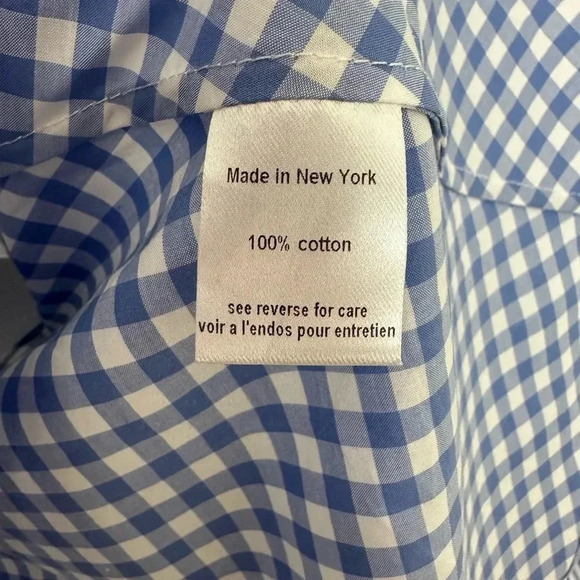 Made in New York
100% cotton
see reverse for care
voir a l'endos pour entretien